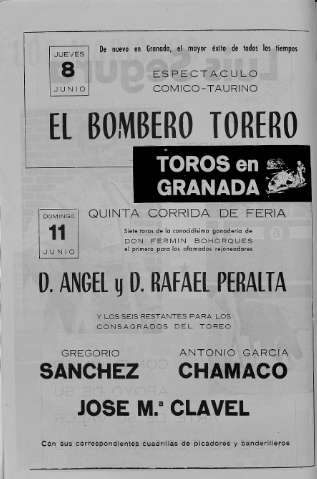 JUEVES
8
JUNIO
De nuevo en Granada, el mayor éxito de todos los tiempos
ESPECTACULO
COMICO-TAURINO
EL BOMBERO TORERO
TOROS en
GRANADA
DOMINGO
11
JUNIO
QUINTA CORRIDA DE FERIA
Siete toros de la conocidísima ganadería de
DON FERMIN BOHORQUES
el primero para los afamados rejoneadores
D. ANGEL y D. RAFAEL PERALTA
Y LOS SEIS RESTANTES PARA LOS
CONSAGRADOS DEL TOREO
GREGORIO
SANCHEZ
ANTONIO GARCIA
CHAMACO
JOSE M.ª CLAVEL
Con sus correspondientes cuadrillas de picadores y banderilleros